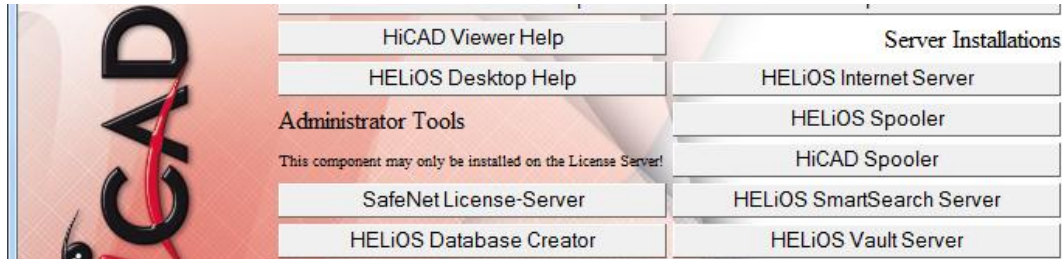 HiCAD Viewer Help
HELiOS Desktop Help
Administrator Tools
This component may only be installed on the License Server!
SafeNet License-Server
HELiOS Database Creator
Server Installations
HELiOS Internet Server
HELiOS Spooler
HiCAD Spooler
HELiOS SmartSearch Server
HELiOS Vault Server
CAD